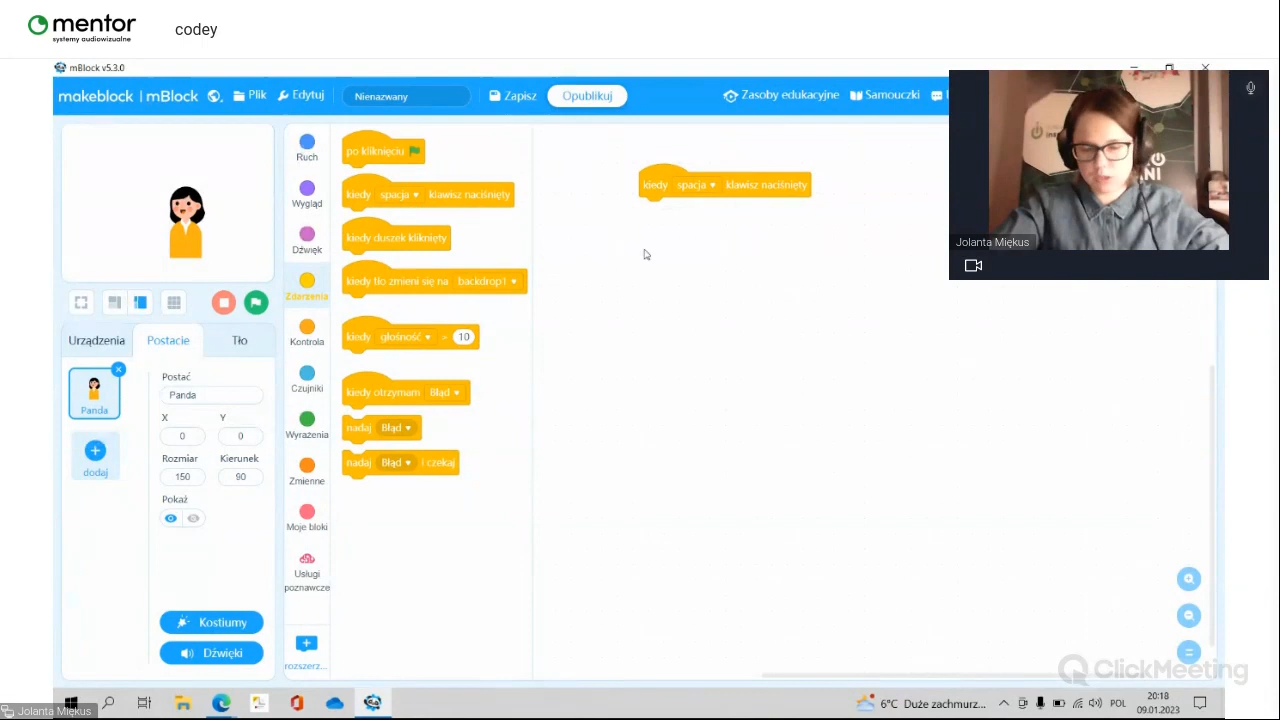 mentor
systemy audiowizualne
codey
mBlock v5.3.0
makeblock | mBlock
Plik
Edytuj
Nienazwany
Zapisz
Opublikuj
Zasoby edukacyjne
Samouczki
Jolanta Miękus
Ruch
Wygląd
Dźwięk
Zdarzenia
Kontrola
Czujniki
Wyrażenia
Zmienne
Moje bloki
Usługi
poznawcze
rozszerz...
po kliknięciu
kiedy spacja klawisz naciśnięty
kiedy duszek kliknięty
kiedy tło zmieni się na backdrop1
kiedy głośność > 10
kiedy otrzymam Błąd
nadaj Błąd
nadaj Błąd i czekaj
kiedy spacja klawisz naciśnięty
Urządzenia
Postacie
Tło
Panda
dodaj
Postać
Panda
X
Y
0
0
Rozmiar
Kierunek
150
90
Pokaż
Kostiumy
Dźwięki
ClickMeeting
Jolanta Miękus
6°C Duże zachmurz...
POL
20:18
09.01.2023